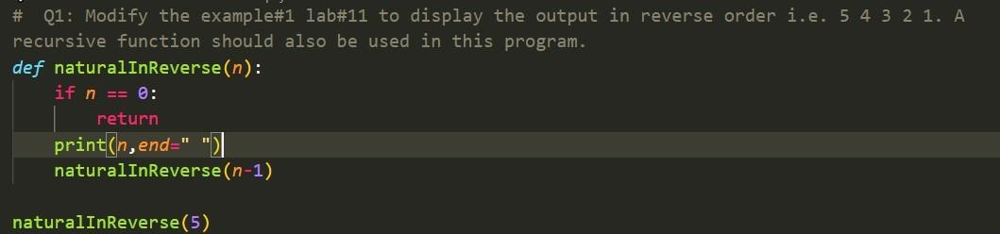 #  Q1: Modify the example#1 lab#11 to display the output in reverse order i.e. 5 4 3 2 1. A
recursive function should also be used in this program.
def naturalInReverse(n):
    if n == 0:
        return
    print(n,end=" ")
    naturalInReverse(n-1)
naturalInReverse(5)